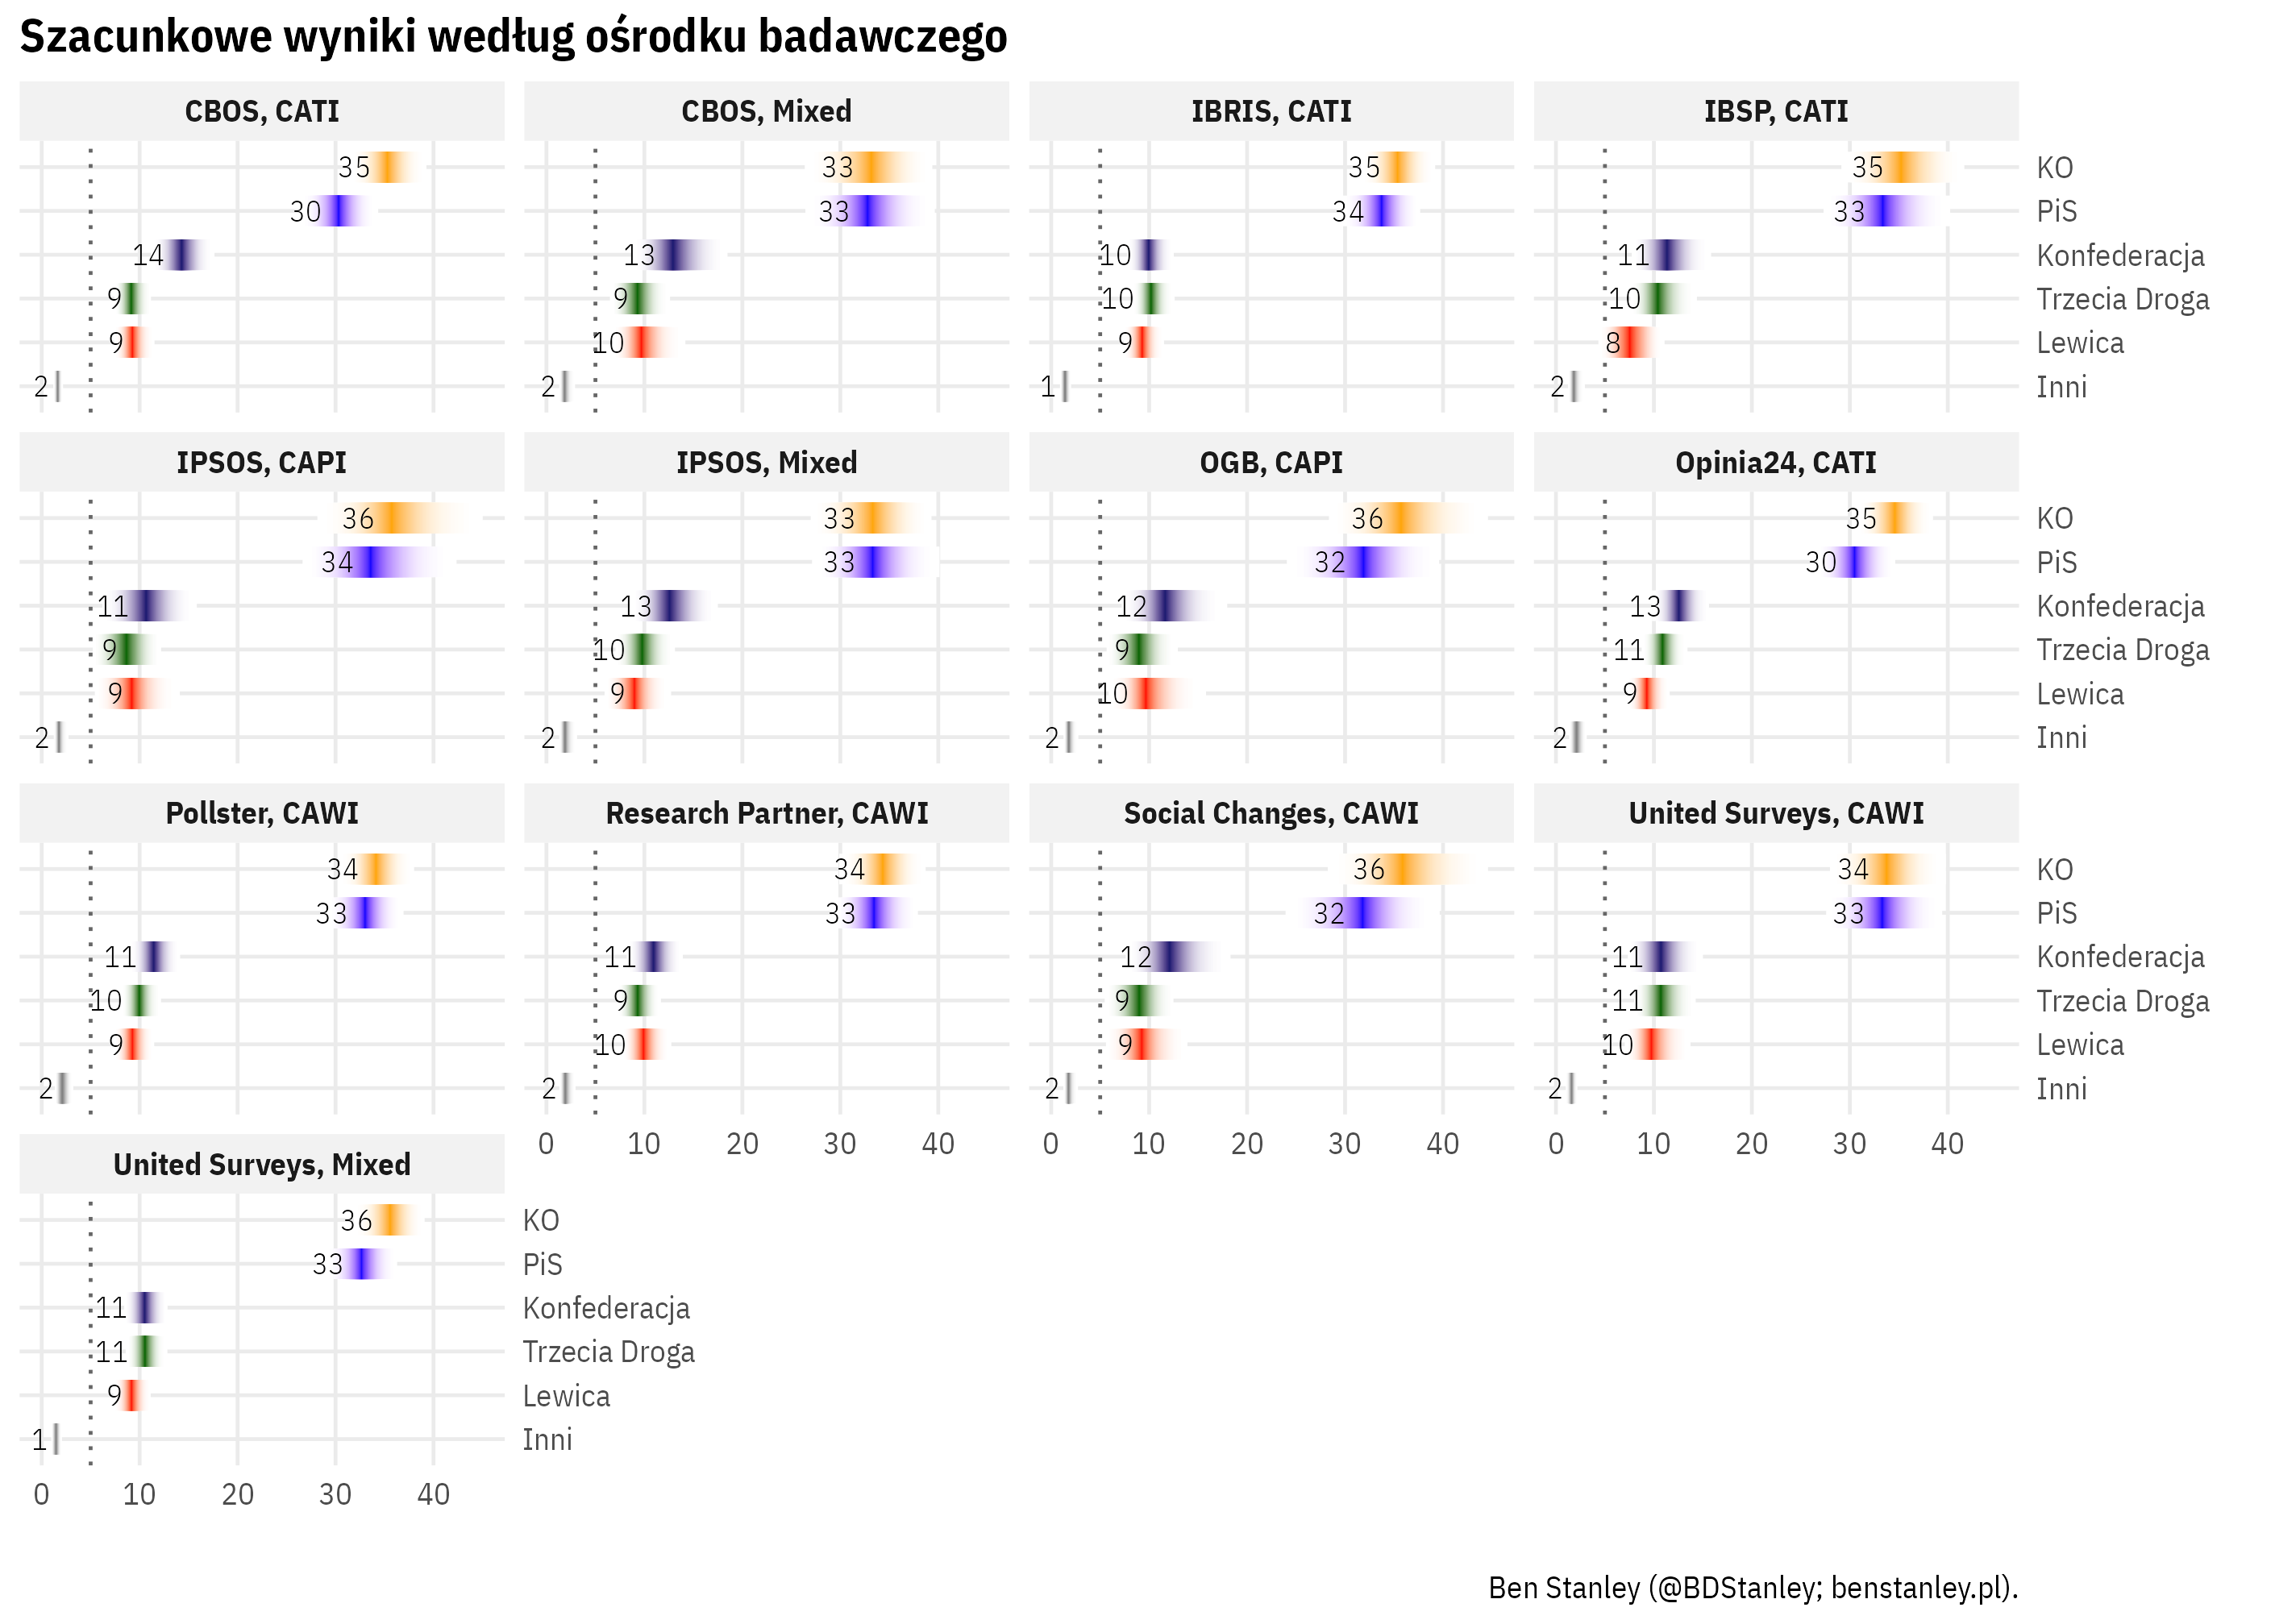 Szacunkowe wyniki według ośrodku badawczego
CBOS, CATI
CBOS, Mixed
IBRIS, CATI
IBSP, CATI
35 33 35 35 KO
30 33 34 33 PiS
14 13 10 11 Konfederacja
9 9 10 10 Trzecia Droga
9 10 9 8 Lewica
2 2 1 2 Inni
IPSOS, CAPI
IPSOS, Mixed
OGB, CAPI
Opinia24, CATI
36 33 36 35 KO
34 33 32 30 PiS
11 13 12 13 Konfederacja
9 10 9 11 Trzecia Droga
9 9 10 9 Lewica
2 2 2 2 Inni
Pollster, CAWI
Research Partner, CAWI
Social Changes, CAWI
United Surveys, CAWI
34 34 36 34 KO
33 33 32 33 PiS
11 11 12 11 Konfederacja
10 9 9 11 Trzecia Droga
9 10 9 10 Lewica
2 2 2 2 Inni
0 10 20 30 40
0 10 20 30 40
0 10 20 30 40
United Surveys, Mixed
36 KO
33 PiS
11 Konfederacja
11 Trzecia Droga
9 Lewica
1 Inni
0 10 20 30 40
Ben Stanley (@BDStanley; benstanley.pl).